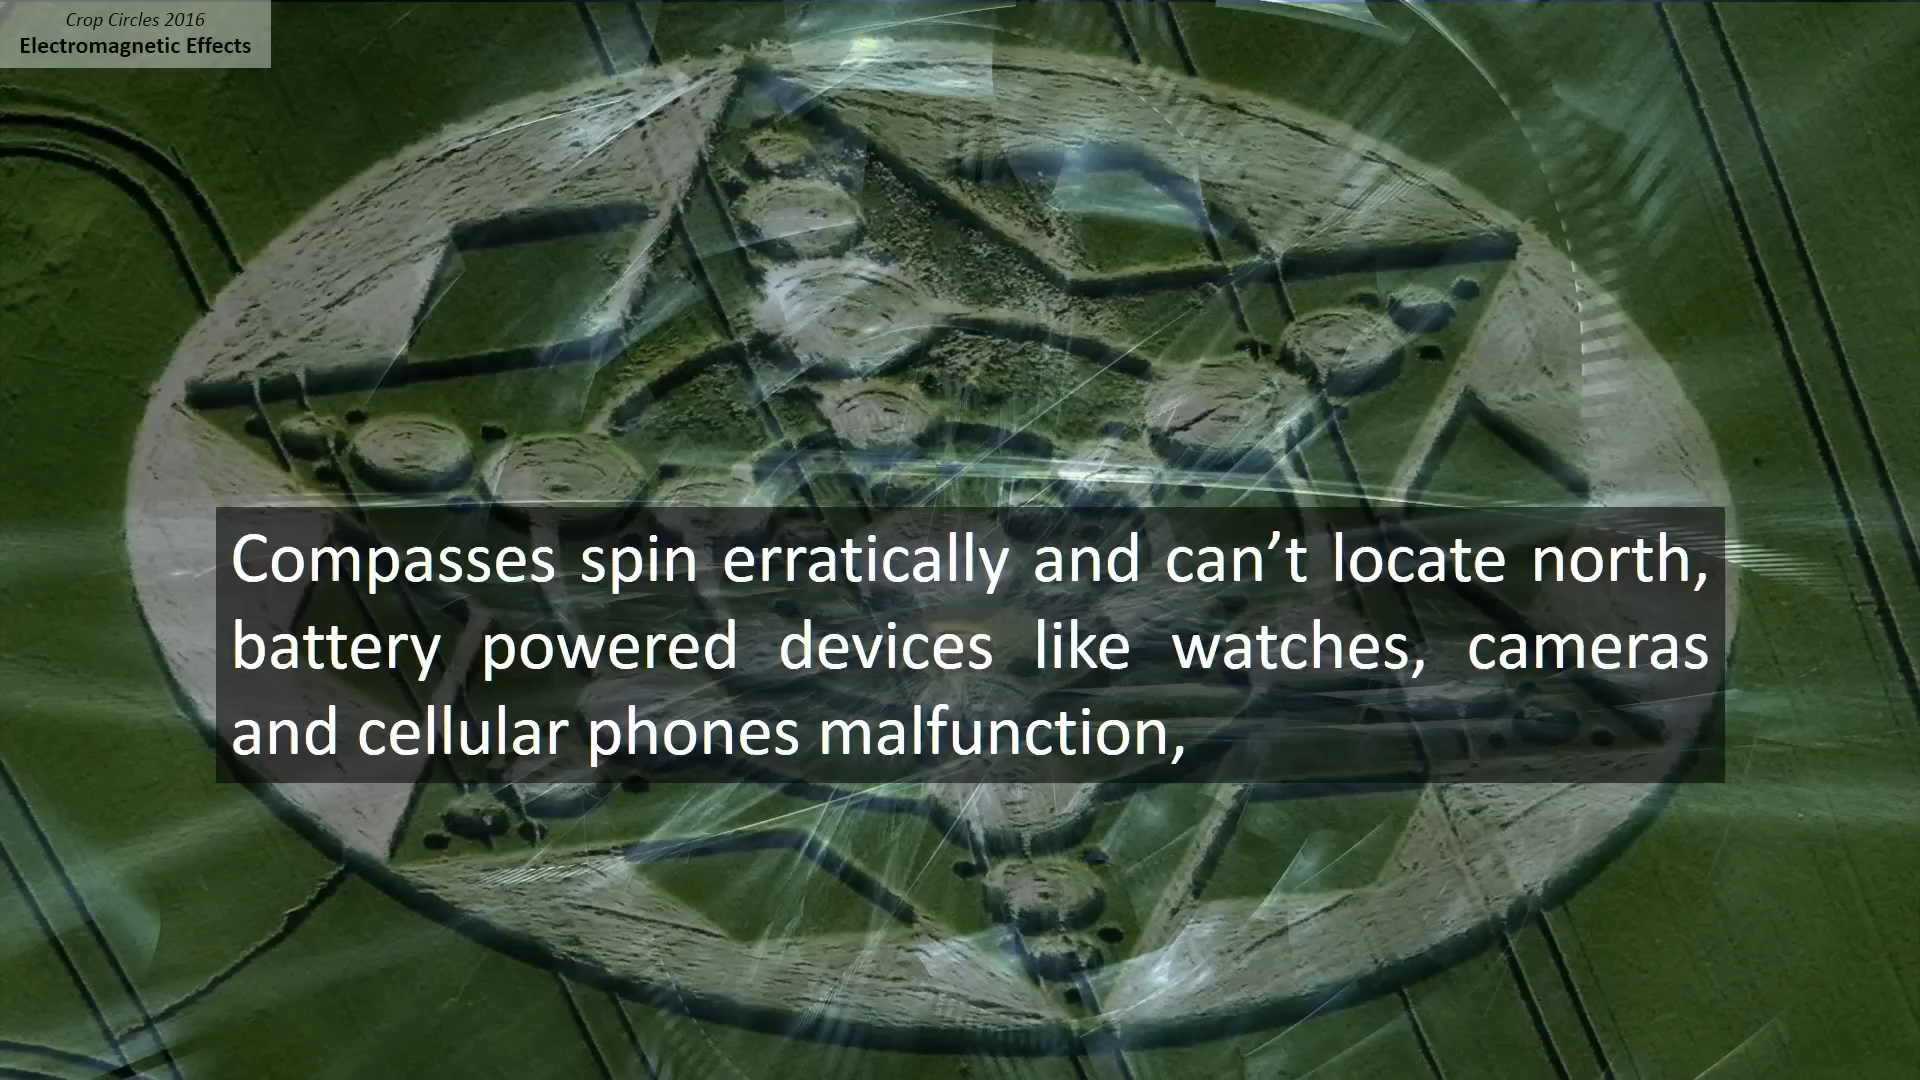 Crop Circles 2016
Electromagnetic Effects
Compasses spin erratically and can’t locate north,
battery powered devices like watches, cameras
and cellular phones malfunction,